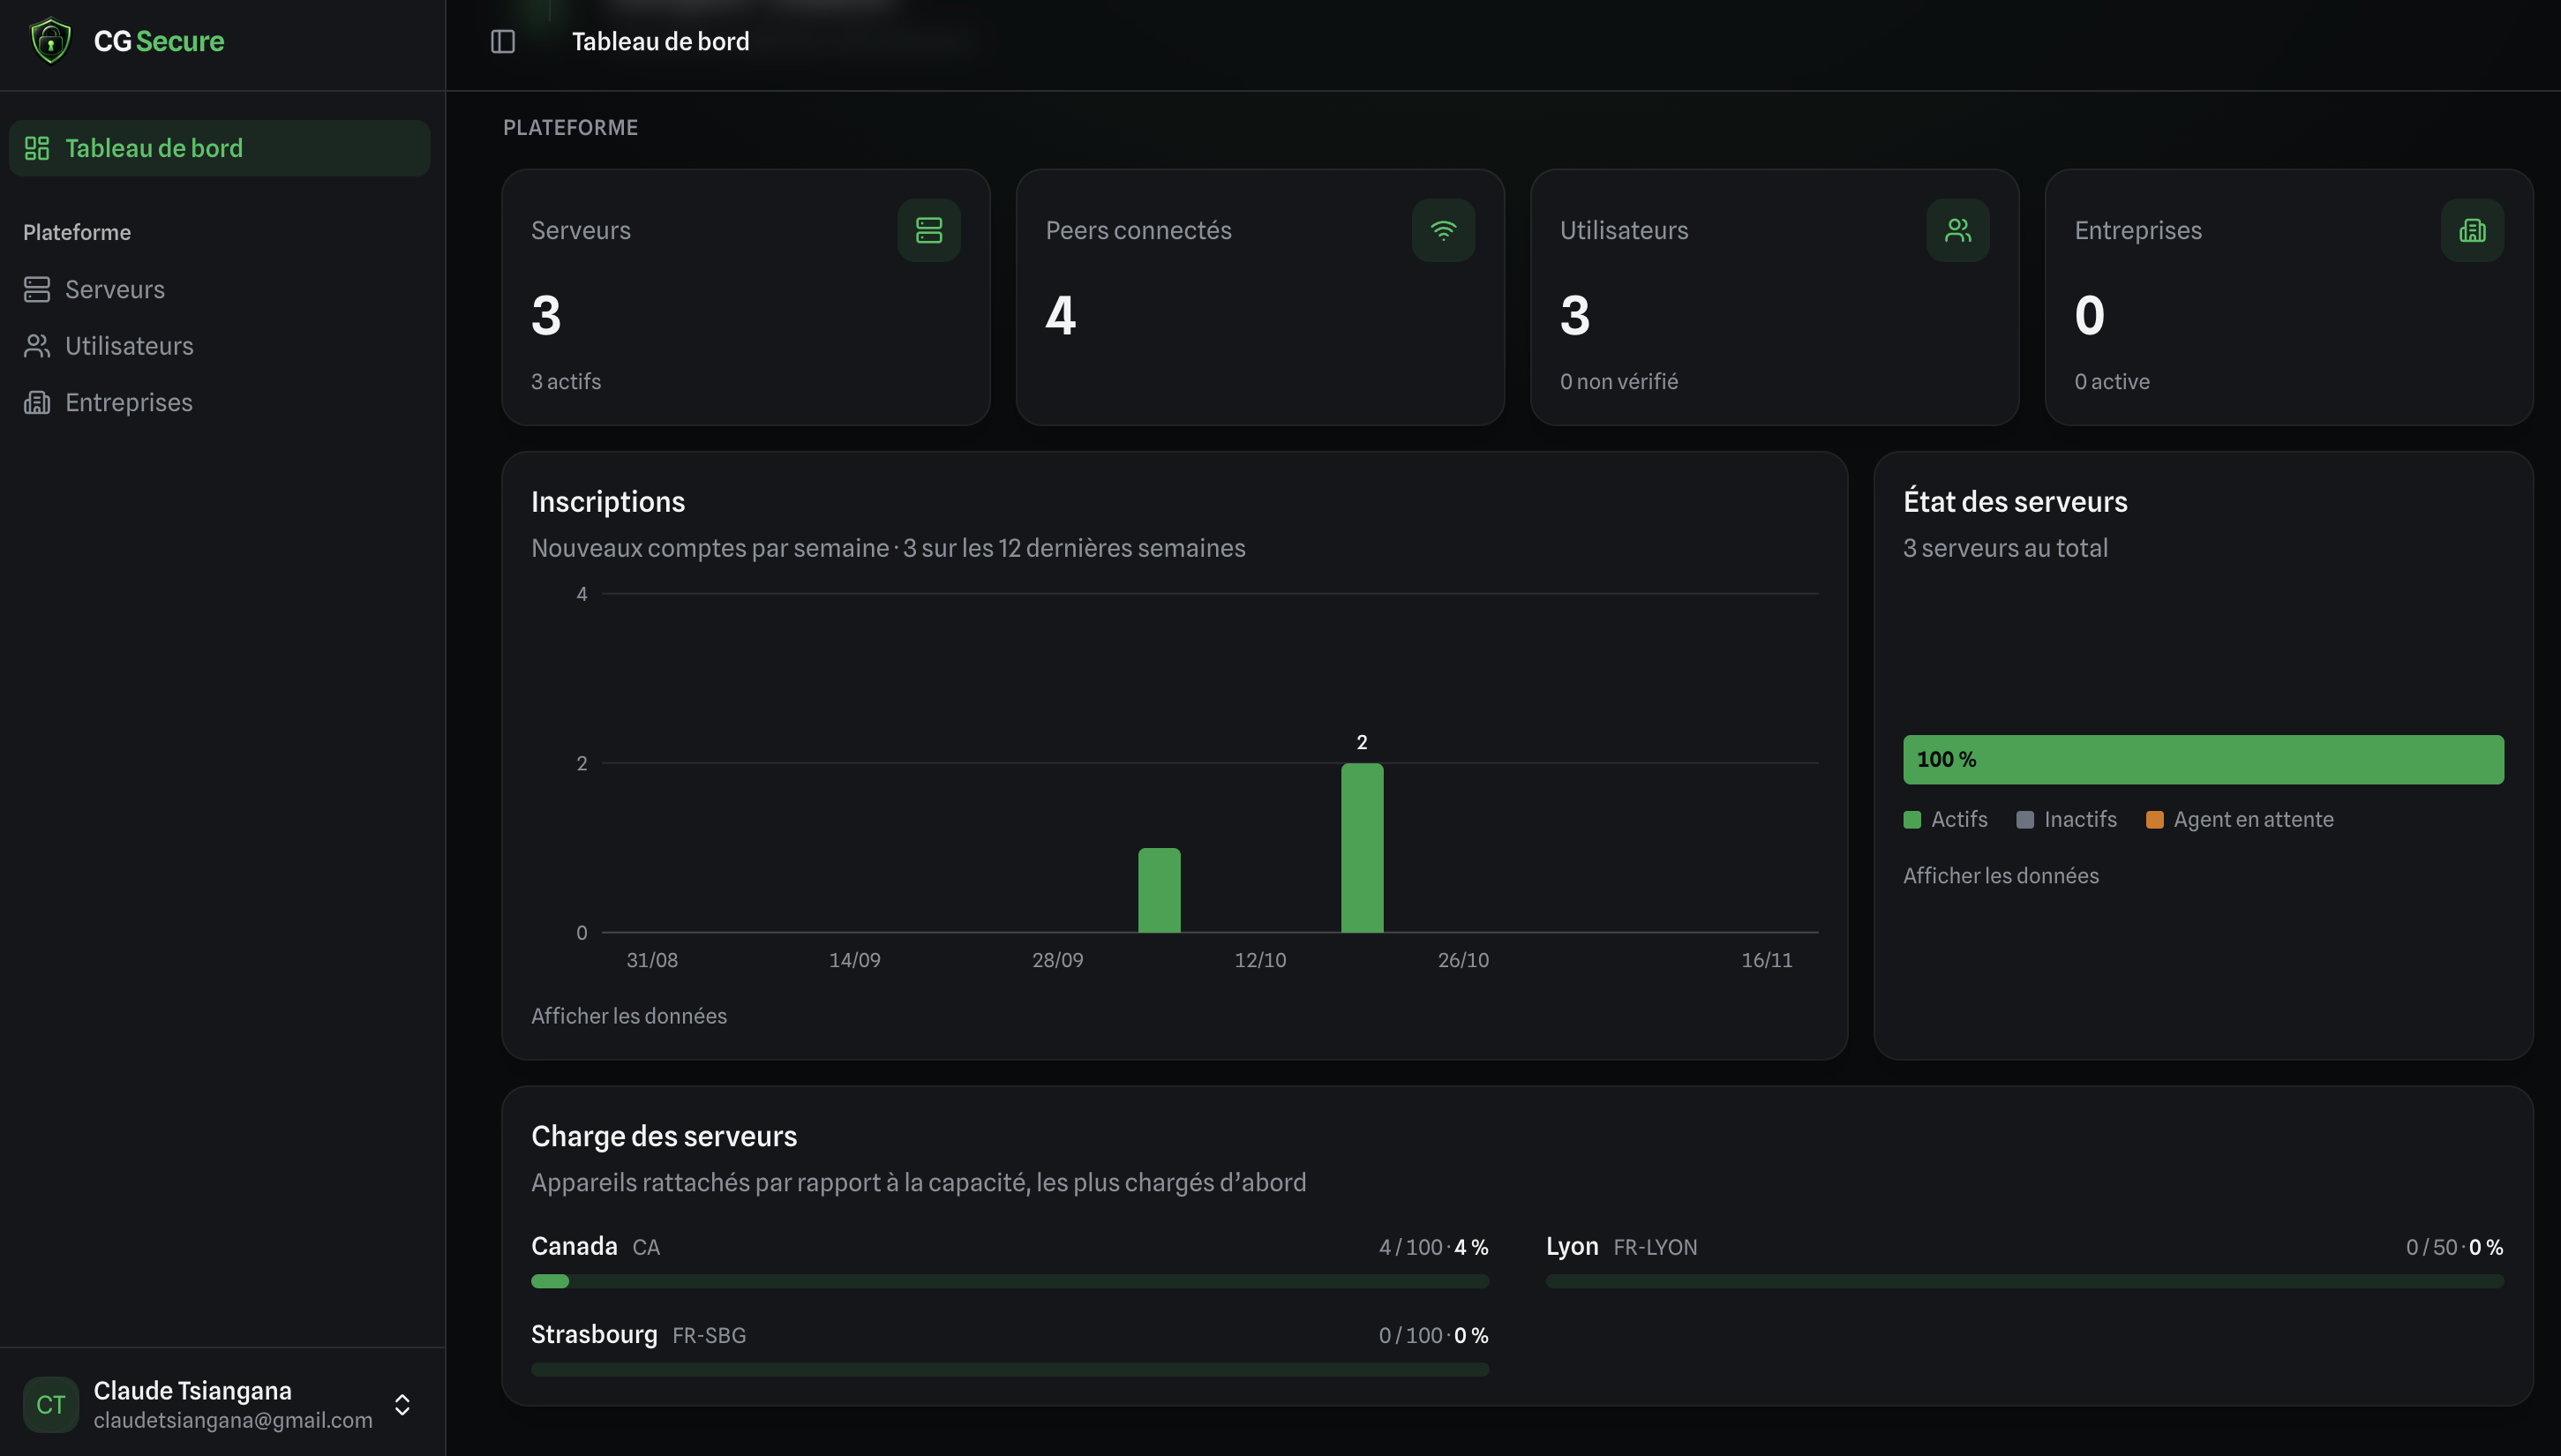 CG Secure
Tableau de bord
Plateforme
Serveurs
Utilisateurs
Entreprises
Claude Tsiangana
CT
claudetsiangana@gmail.com
Tableau de bord
PLATEFORME
Serveurs
3
3 actifs
Peers connectés
4
Utilisateurs
3
0 non vérifié
Entreprises
0
0 active
Inscriptions
Nouveaux comptes par semaine · 3 sur les 12 dernières semaines
4
2
2
0
31/08 14/09 28/09 12/10 26/10 16/11
Afficher les données
État des serveurs
3 serveurs au total
100 %
Actifs Inactifs Agent en attente
Afficher les données
Charge des serveurs
Appareils rattachés par rapport à la capacité, les plus chargés d’abord
Canada CA 4 / 100 · 4 %
Lyon FR-LYON 0 / 50 · 0 %
Strasbourg FR-SBG 0 / 100 · 0 %